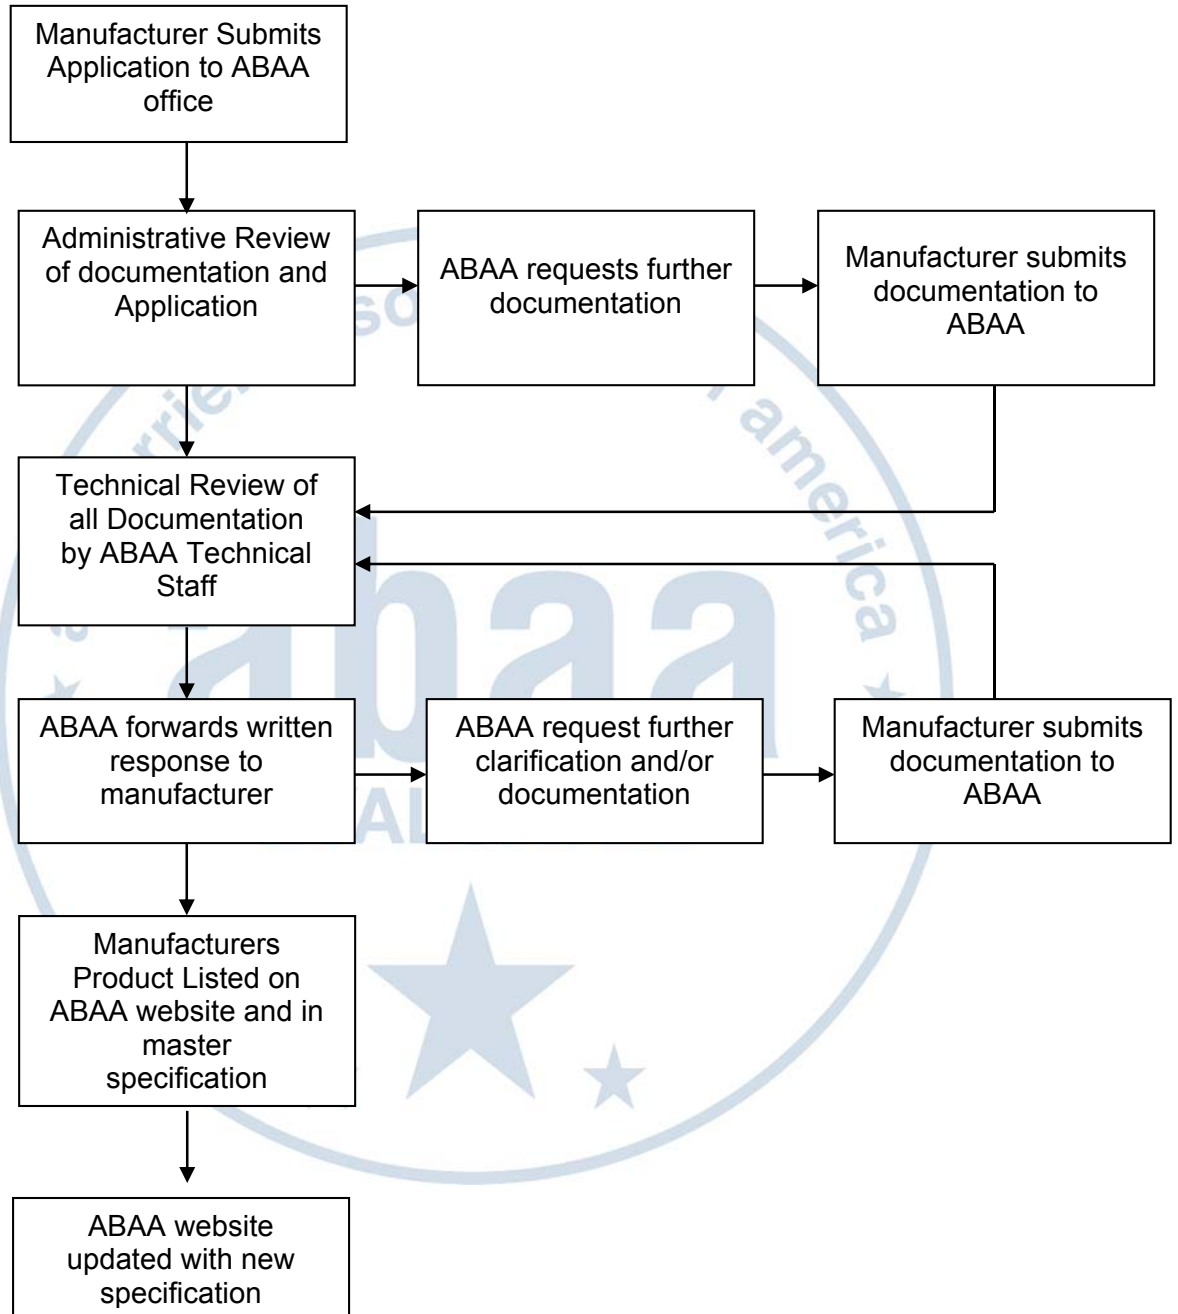 Manufacturer Submits
Application to ABAA
office
Administrative Review
of documentation and
Application
ABAA requests further
documentation
Manufacturer submits
documentation to
ABAA
Technical Review of
all Documentation
by ABAA Technical
Staff
ABAA forwards written
response to
manufacturer
ABAA request further
clarification and/or
documentation
Manufacturer submits
documentation to
ABAA
Manufacturers
Product Listed on
ABAA website and in
master
specification
ABAA website
updated with new
specification
abaa
america